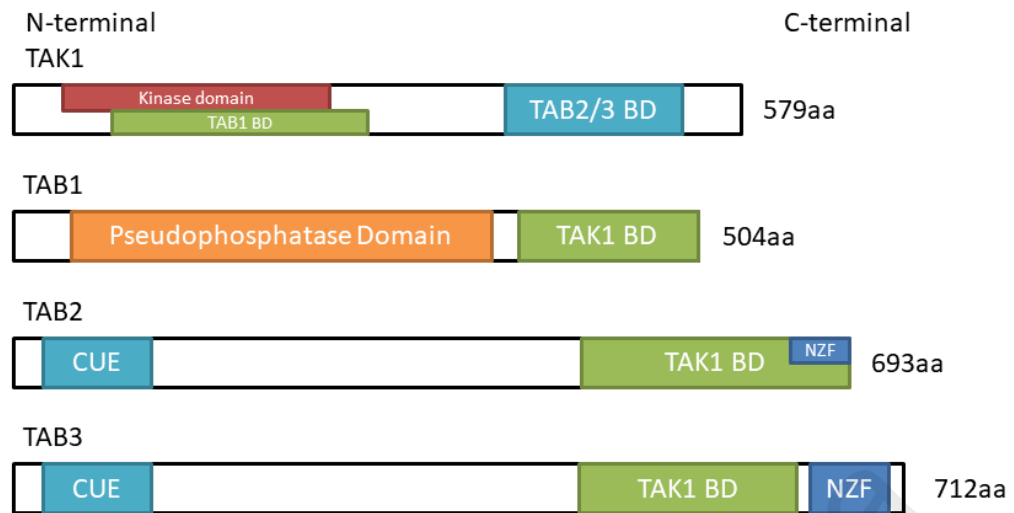 N-terminal C-terminal
TAK1
Kinase domain
TAB1 BD
TAB2/3 BD
579aa
TAB1
Pseudophosphatase Domain
TAK1 BD
504aa
TAB2
CUE
TAK1 BD
NZF
693aa
TAB3
CUE
TAK1 BD
NZF
712aa